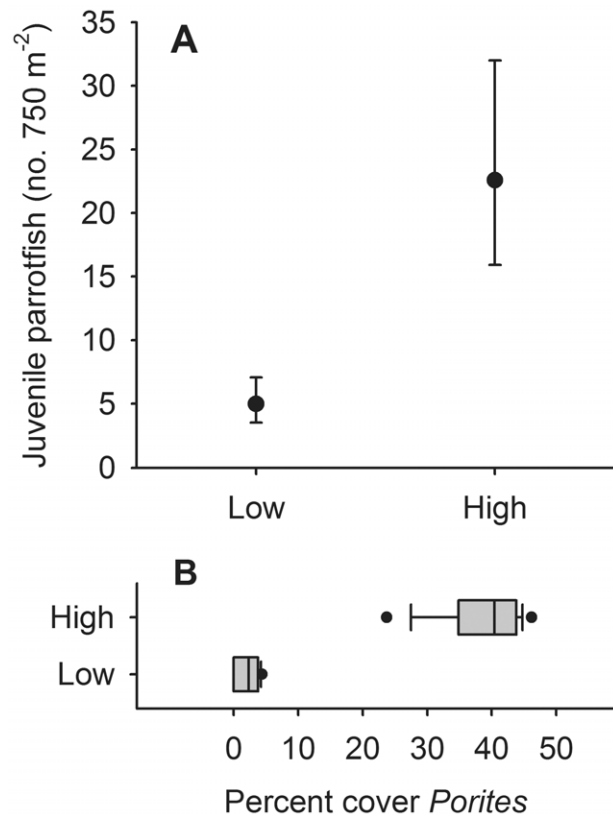 A
Juvenile parrotfish (no. 750 m⁻²)
35
30
25
20
15
10
5
0
Low
High
B
High
Low
0 10 20 30 40 50
Percent cover Porites